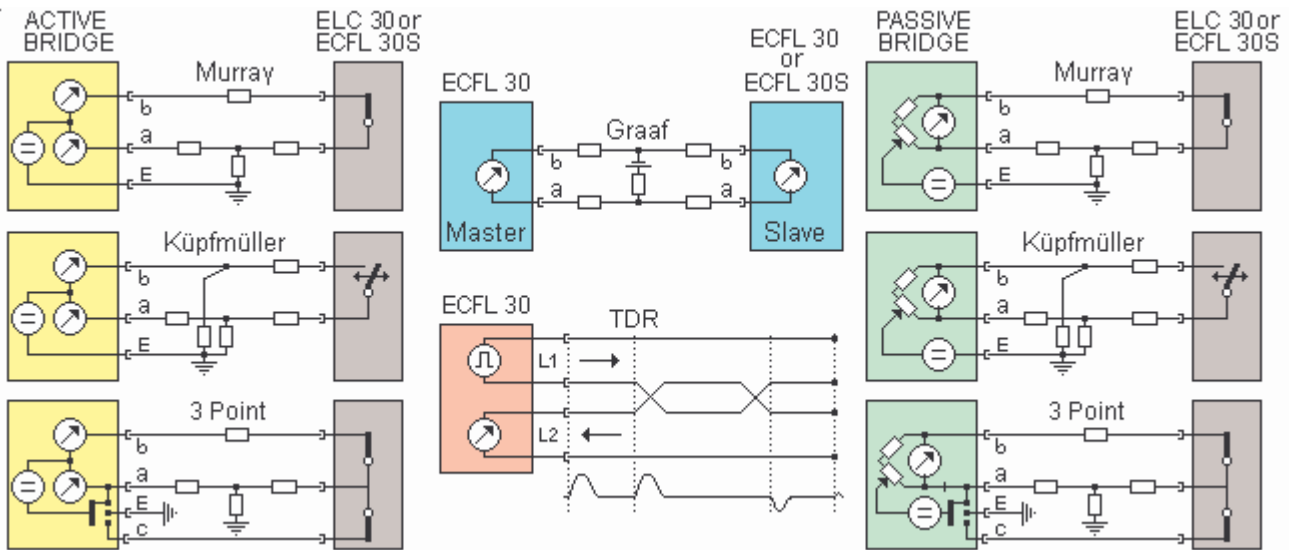 ACTIVE
BRIDGE
ELC 30 or
ECFL 30S
Murray
b
a
E
Küpfmüller
b
a
E
3 Point
b
a
E
c
ECFL 30
ECFL 30
or
ECFL 30S
Graaf
b
b
a
a
Master
Slave
ECFL 30
TDR
L1
L2
PASSIVE
BRIDGE
ELC 30 or
ECFL 30S
Murray
b
a
E
Küpfmüller
b
a
E
3 Point
b
a
E
c